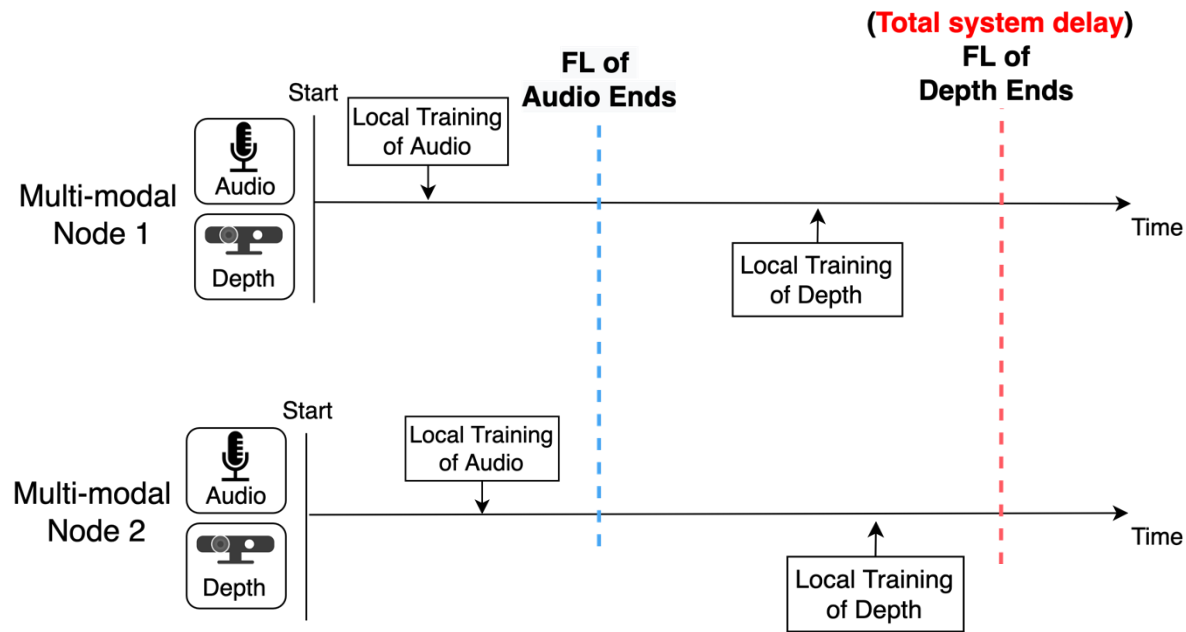 (Total system delay)
FL of
Depth Ends
FL of
Audio Ends
Start
Local Training
of Audio
Audio
Multi-modal
Node 1
Depth
Time
Local Training
of Depth
Start
Local Training
of Audio
Audio
Multi-modal
Node 2
Depth
Time
Local Training
of Depth